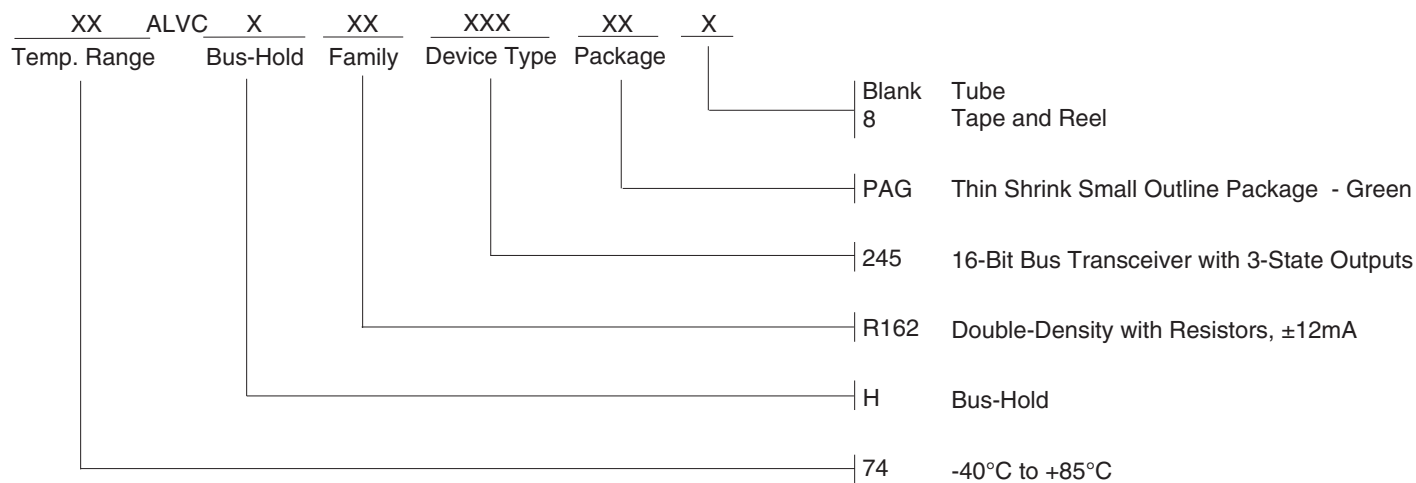 XX ALVC X XX XXX XX X
Temp. Range Bus-Hold Family Device Type Package
Blank Tube
8 Tape and Reel
PAG Thin Shrink Small Outline Package - Green
245 16-Bit Bus Transceiver with 3-State Outputs
R162 Double-Density with Resistors, ±12mA
H Bus-Hold
74 -40°C to +85°C